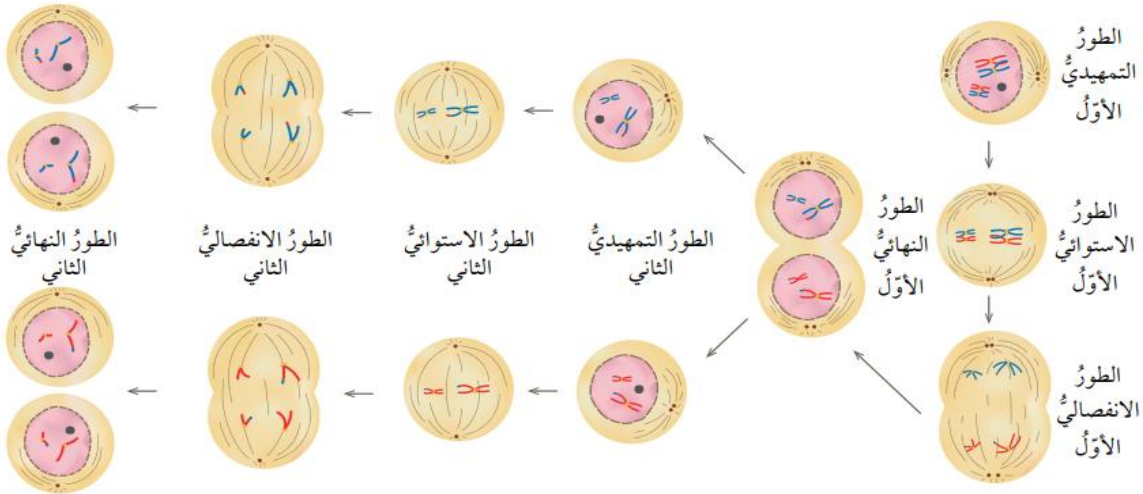 الطورُ
التمهيديُّ
الأوّلُ
الطورُ
الاستوائيُّ
الأوّلُ
الطورُ
الانفصاليُّ
الأوّلُ
الطورُ
النهائيُّ
الأوّلُ
الطورُ التمهيديُّ
الثاني
الطورُ الاستوائيُّ
الثاني
الطورُ الانفصاليُّ
الثاني
الطورُ النهائيُّ
الثاني